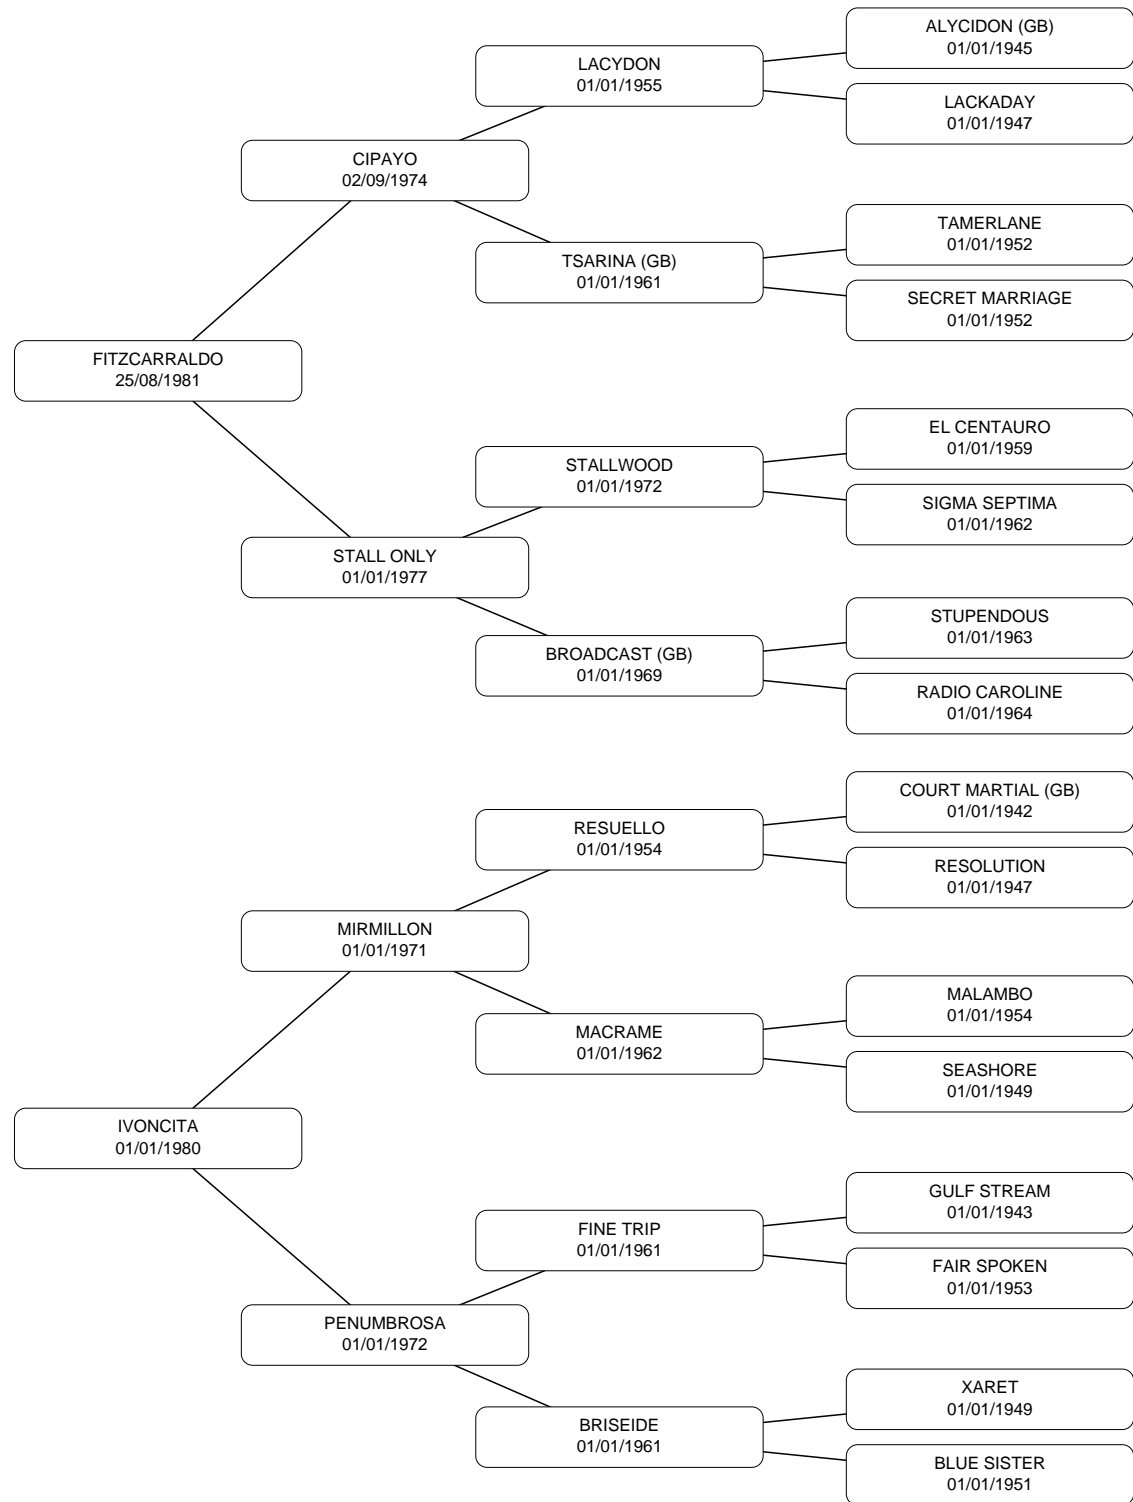 ALYCIDON (GB)
01/01/1945
LACYDON
01/01/1955
LACKADAY
01/01/1947
CIPAYO
02/09/1974
TAMERLANE
01/01/1952
TSARINA (GB)
01/01/1961
SECRET MARRIAGE
01/01/1952
FITZCARRALDO
25/08/1981
EL CENTAURO
01/01/1959
STALLWOOD
01/01/1972
SIGMA SEPTIMA
01/01/1962
STALL ONLY
01/01/1977
STUPENDOUS
01/01/1963
BROADCAST (GB)
01/01/1969
RADIO CAROLINE
01/01/1964
COURT MARTIAL (GB)
01/01/1942
RESUELLO
01/01/1954
RESOLUTION
01/01/1947
MIRMILLON
01/01/1971
MALAMBO
01/01/1954
MACRAME
01/01/1962
SEASHORE
01/01/1949
IVONCITA
01/01/1980
GULF STREAM
01/01/1943
FINE TRIP
01/01/1961
FAIR SPOKEN
01/01/1953
PENUMBROSA
01/01/1972
XARET
01/01/1949
BRISEIDE
01/01/1961
BLUE SISTER
01/01/1951